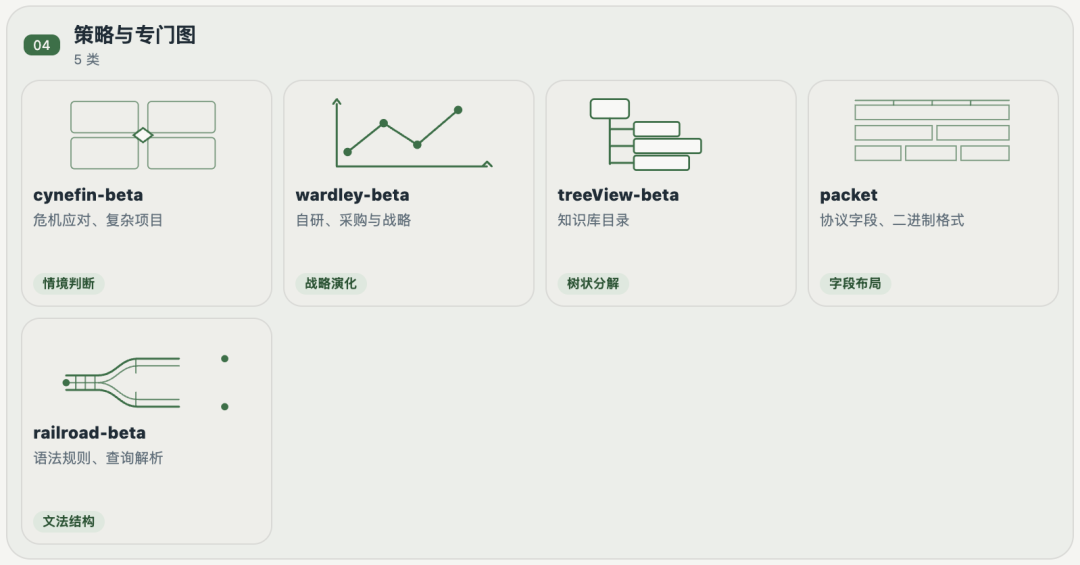 04
策略与专门图
5 类
cynefin-beta
危机应对、复杂项目
情境判断
wardley-beta
自研、采购与战略
战略演化
treeView-beta
知识库目录
树状分解
packet
协议字段、二进制格式
字段布局
railroad-beta
语法规则、查询解析
文法结构